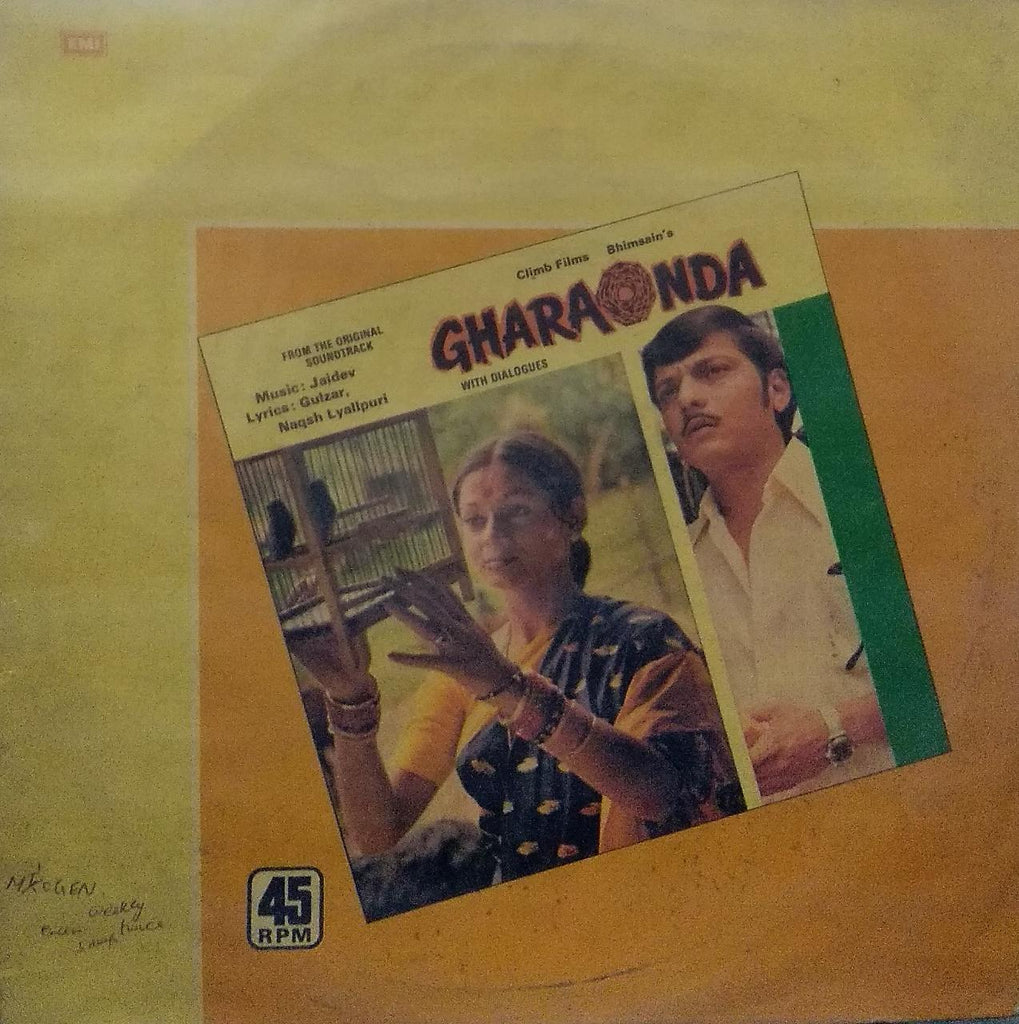 EMI
Climb Films Bhimsain's
GHARAONDA
FROM THE ORIGINAL
SOUNDTRACK
WITH DIALOGUES
Music: Jaidev
Lyrics: Gulzar,
Naqsh Lyallpuri
45
RPM
weekly